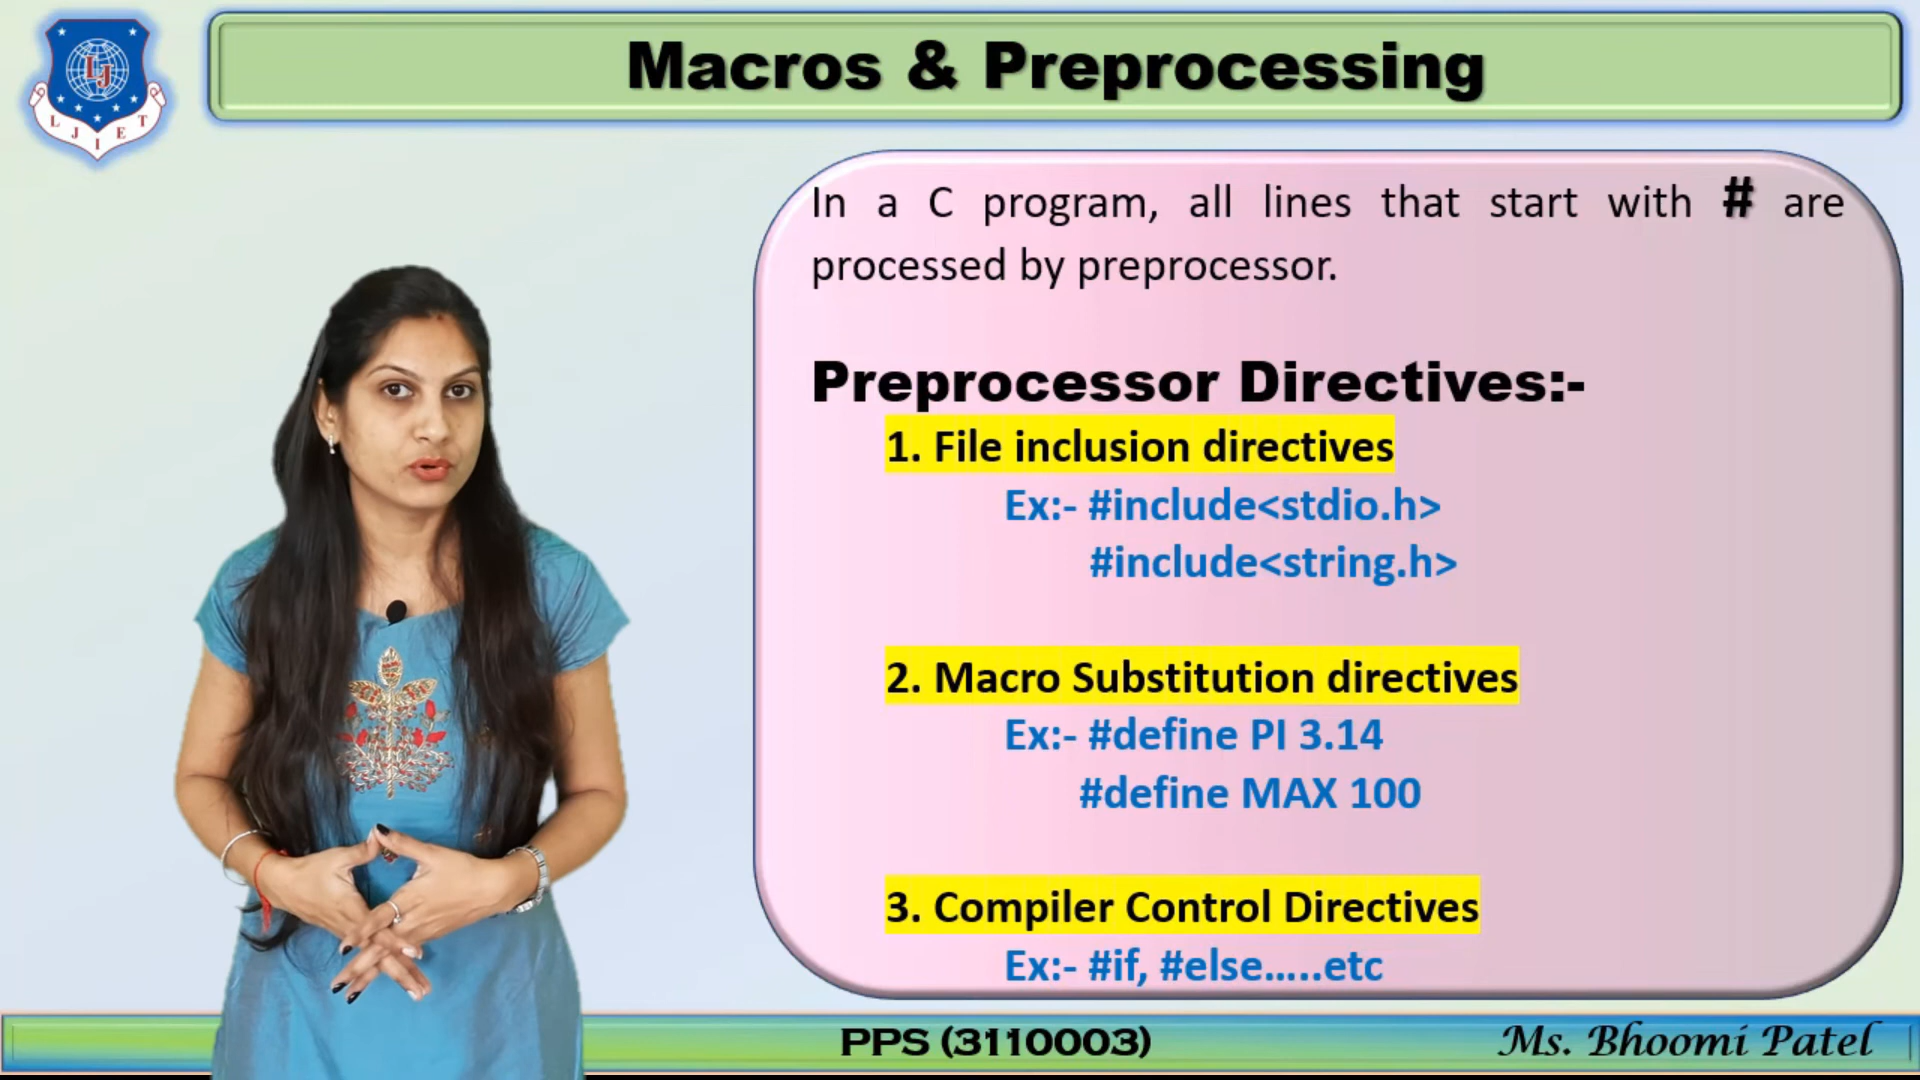 Macros & Preprocessing
LJ
L J I E T
In a C program, all lines that start with # are
processed by preprocessor.
Preprocessor Directives:-
1. File inclusion directives
Ex:- #include<stdio.h>
#include<string.h>
2. Macro Substitution directives
Ex:- #define PI 3.14
#define MAX 100
3. Compiler Control Directives
Ex:- #if, #else.....etc
PPS (3110003)
Ms. Bhoomi Patel